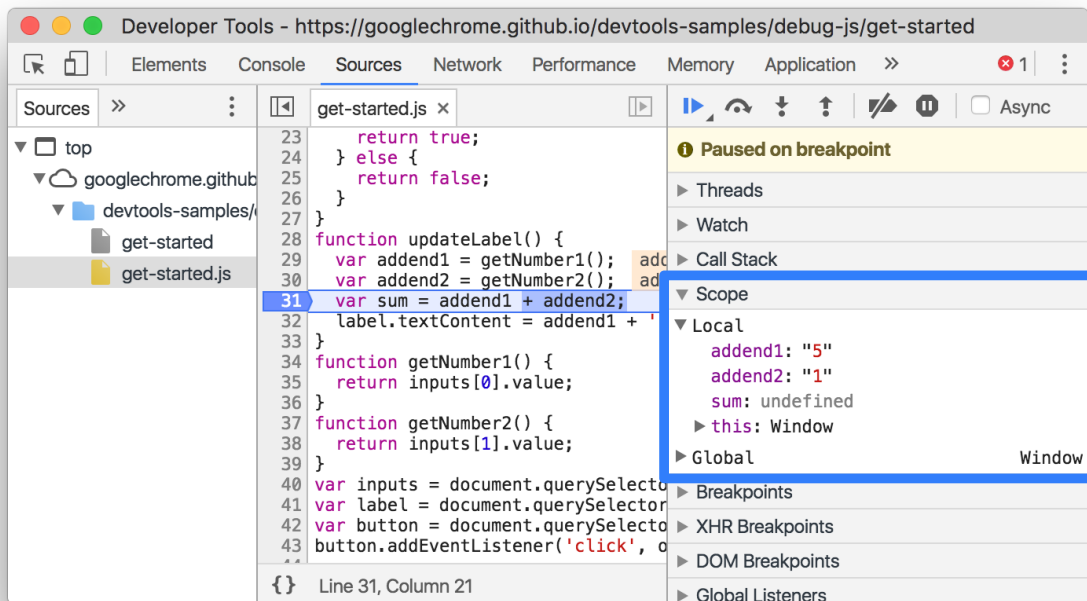 Developer Tools - https://googlechrome.github.io/devtools-samples/debug-js/get-started
Elements Console Sources Network Performance Memory Application » 1
Sources »
top
googlechrome.github
devtools-samples/
get-started
get-started.js
get-started.js ×
23 return true;
24 } else {
25 return false;
26 }
27 }
28 function updateLabel() {
29 var addend1 = getNumber1(); add
30 var addend2 = getNumber2(); ad
31 var sum = addend1 + addend2;
32 label.textContent = addend1 + '
33 }
34 function getNumber1() {
35 return inputs[0].value;
36 }
37 function getNumber2() {
38 return inputs[1].value;
39 }
40 var inputs = document.querySelector
41 var label = document.querySelector
42 var button = document.querySelecto
43 button.addEventListener('click', o
{} Line 31, Column 21
Async
Paused on breakpoint
Threads
Watch
Call Stack
Scope
Local
addend1: "5"
addend2: "1"
sum: undefined
this: Window
Global Window
Breakpoints
XHR Breakpoints
DOM Breakpoints
Global Listeners